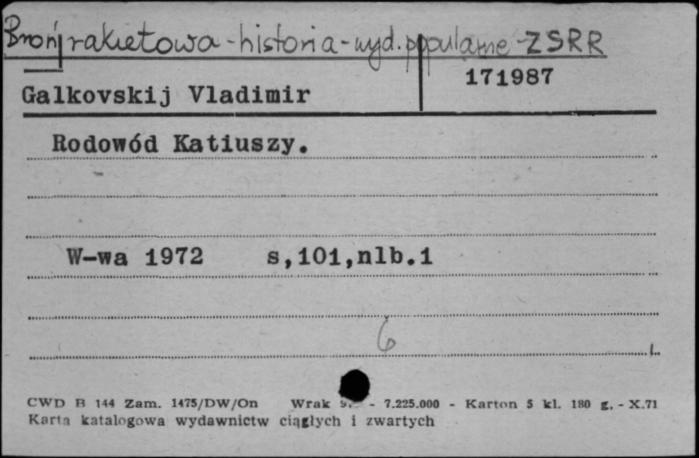 Broń rakietowa - historia - wyd. popularne - ZSRR
171987
Galkovskij Vladimir
Rodowód Katiuszy.
W-wa 1972 s,101,nlb.1
6
CWD B 144 Zam. 1475/DW/On Wrak - 7.225.000 - Karton 5 kl. 180 g. - X.71
Karta katalogowa wydawnictw ciągłych i zwartych